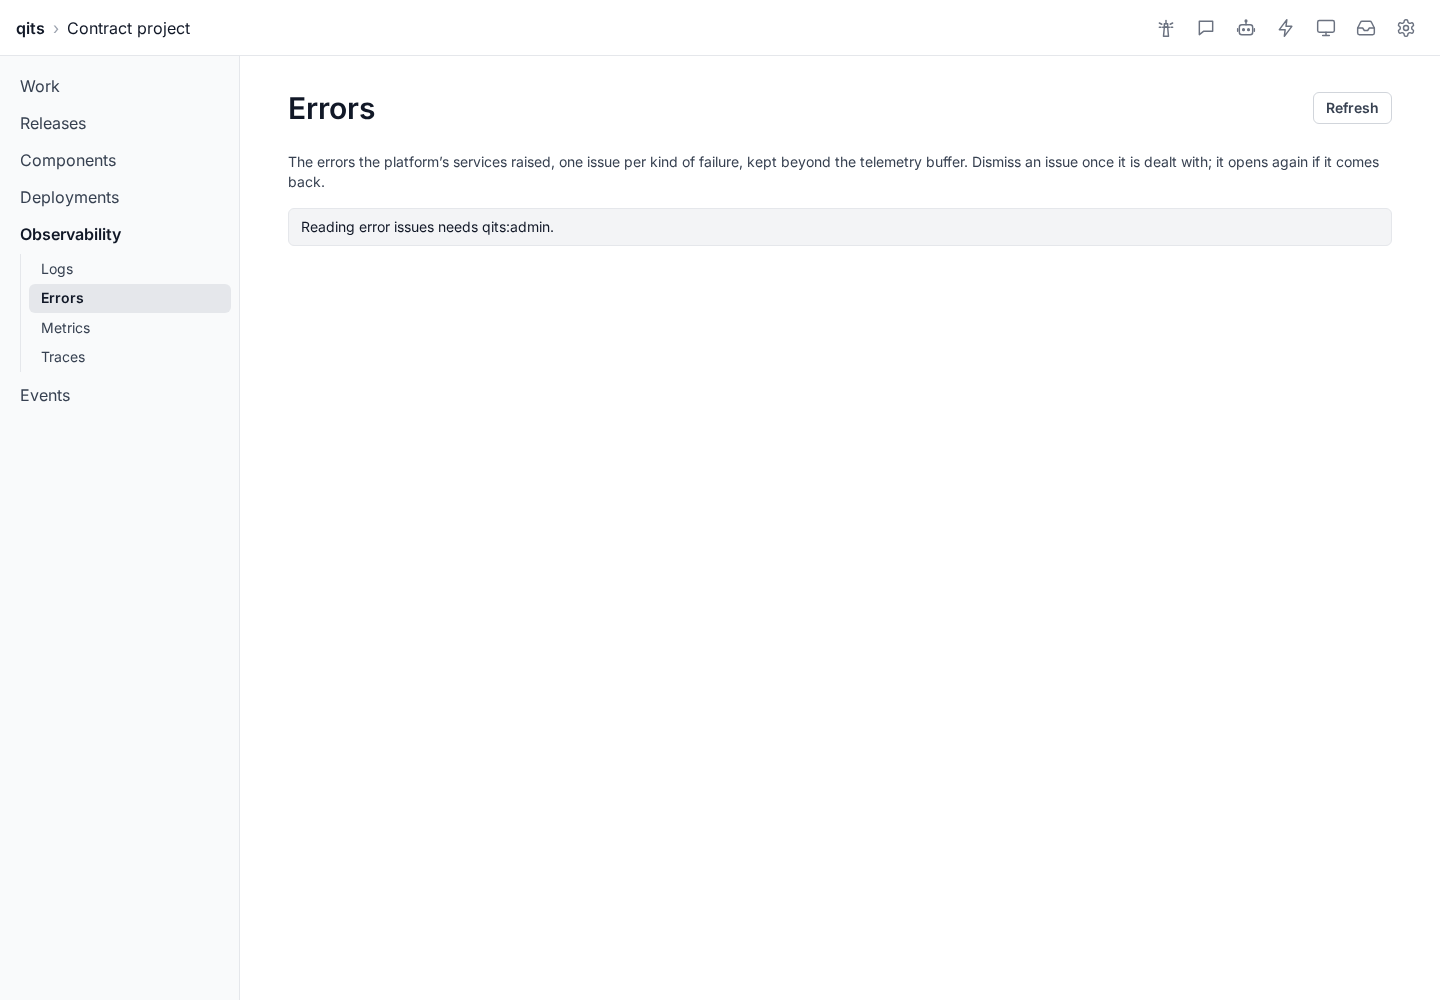 qits › Contract project
Work
Releases
Components
Deployments
Observability
Logs
Errors
Metrics
Traces
Events
Errors
Refresh
The errors the platform’s services raised, one issue per kind of failure, kept beyond the telemetry buffer. Dismiss an issue once it is dealt with; it opens again if it comes
back.
Reading error issues needs qits:admin.